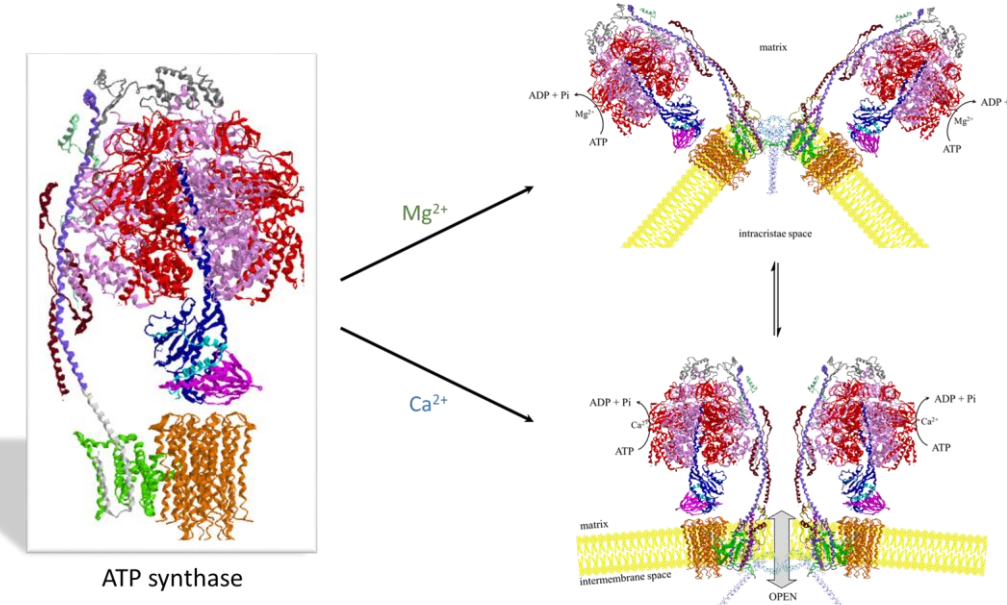 matrix
ADP + Pi
Mg²⁺
ATP
ADP +
Mg²⁺
ATP
intracristae space
Mg²⁺
Ca²⁺
ADP + Pi
Ca²⁺
ATP
ADP + Pi
Ca²⁺
ATP
matrix
intermembrane space
OPEN
ATP synthase